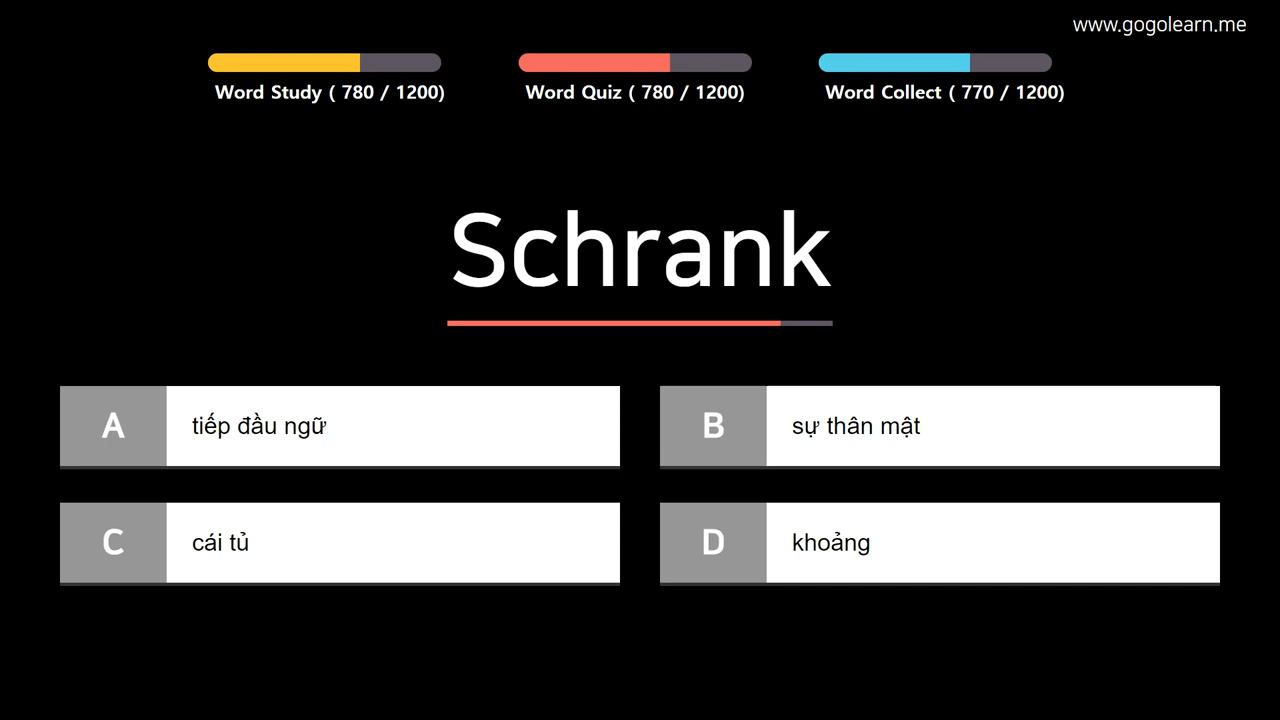 www.gogolearn.me
Word Study ( 780 / 1200)
Word Quiz ( 780 / 1200)
Word Collect ( 770 / 1200)
Schrank
A
tiếp đầu ngữ
B
sự thân mật
C
cái tủ
D
khoảng